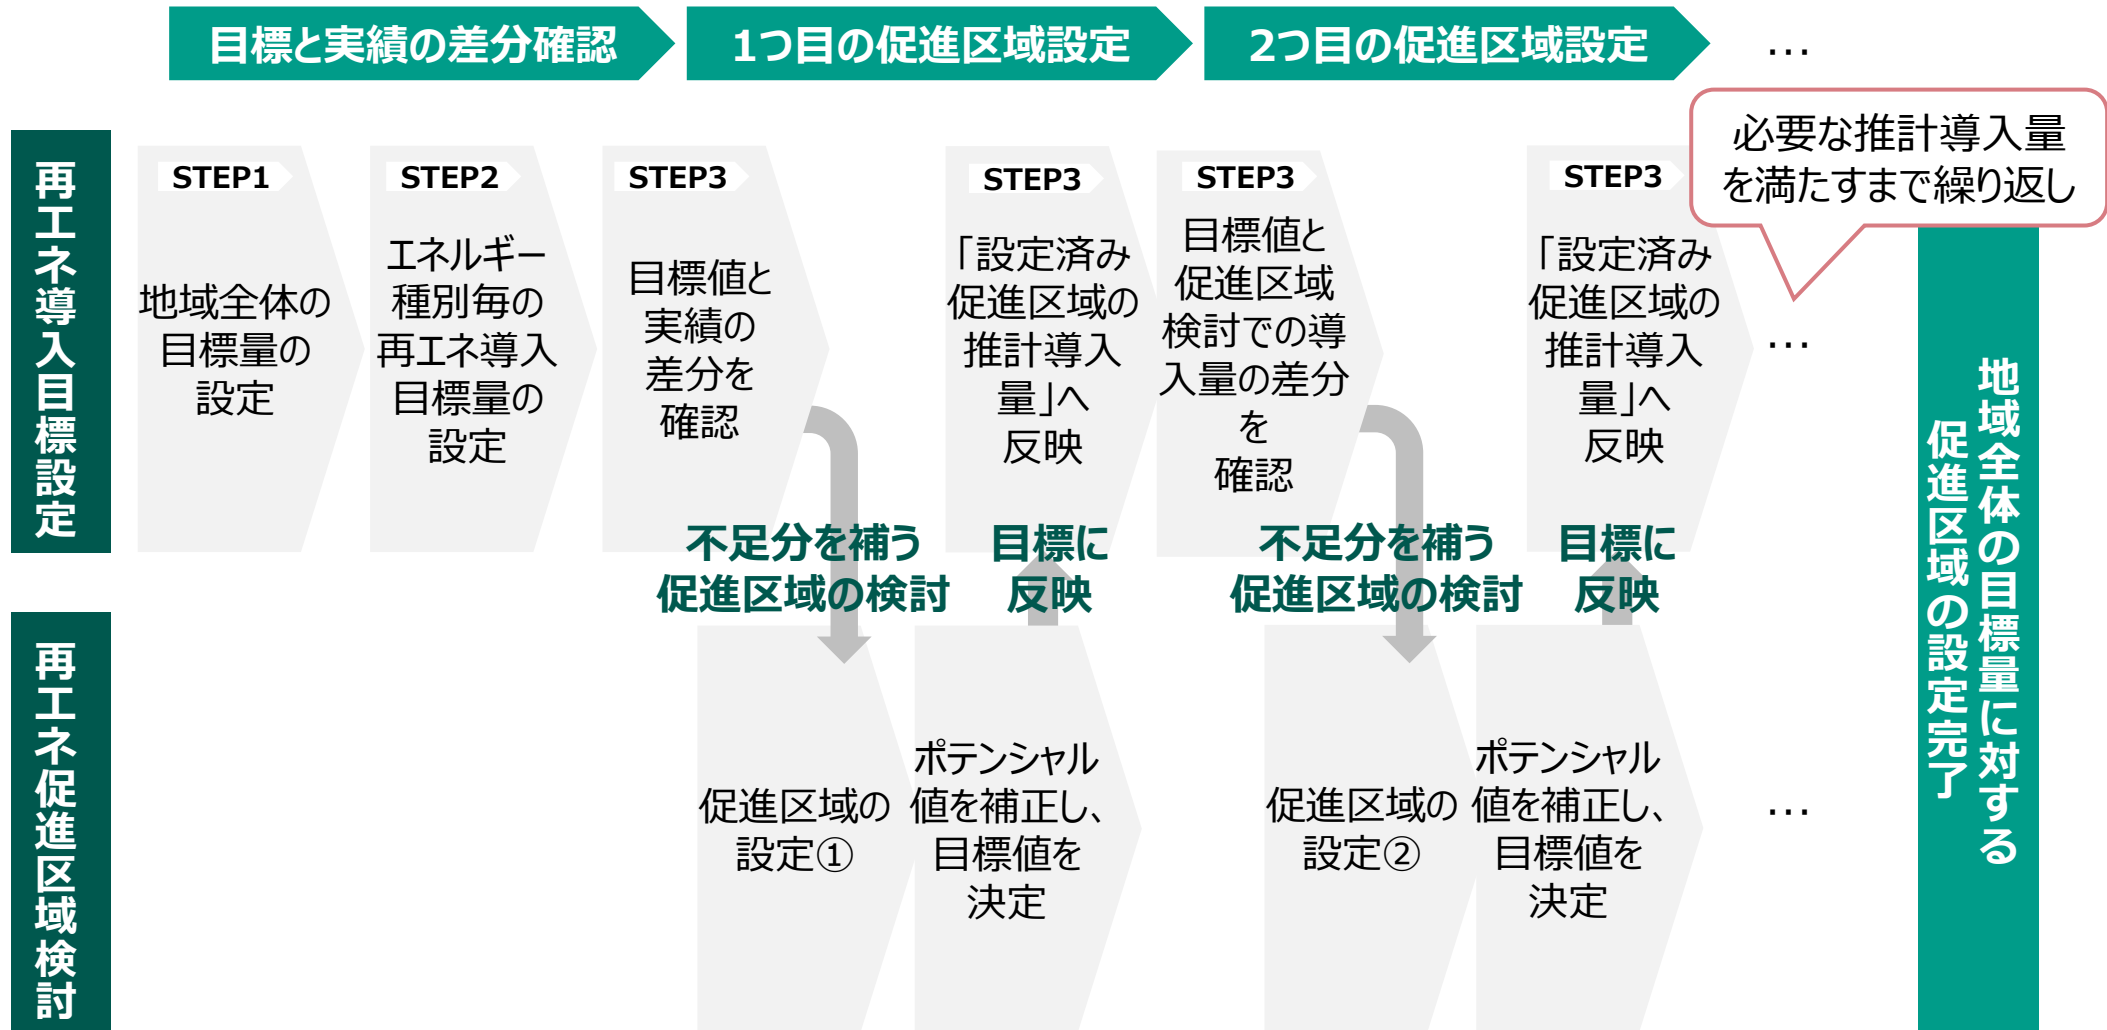 目標と実績の差分確認
1つ目の促進区域設定
2つ目の促進区域設定
…
必要な推計導入量
を満たすまで繰り返し
再エネ導入目標設定
STEP1
地域全体の
目標量の
設定
STEP2
エネルギー
種別毎の
再エネ導入
目標量の
設定
STEP3
目標値と
実績の
差分を
確認
STEP3
「設定済み
促進区域の
推計導入
量」へ
反映
STEP3
目標値と
促進区域
検討での導
入量の差分
を
確認
STEP3
「設定済み
促進区域の
推計導入
量」へ
反映
…
不足分を補う
促進区域の検討
目標に
反映
不足分を補う
促進区域の検討
目標に
反映
再エネ促進区域検討
促進区域の
設定①
ポテンシャル
値を補正し、
目標値を
決定
促進区域の
設定②
ポテンシャル
値を補正し、
目標値を
決定
…
地域全体の目標量に対する
促進区域の設定完了